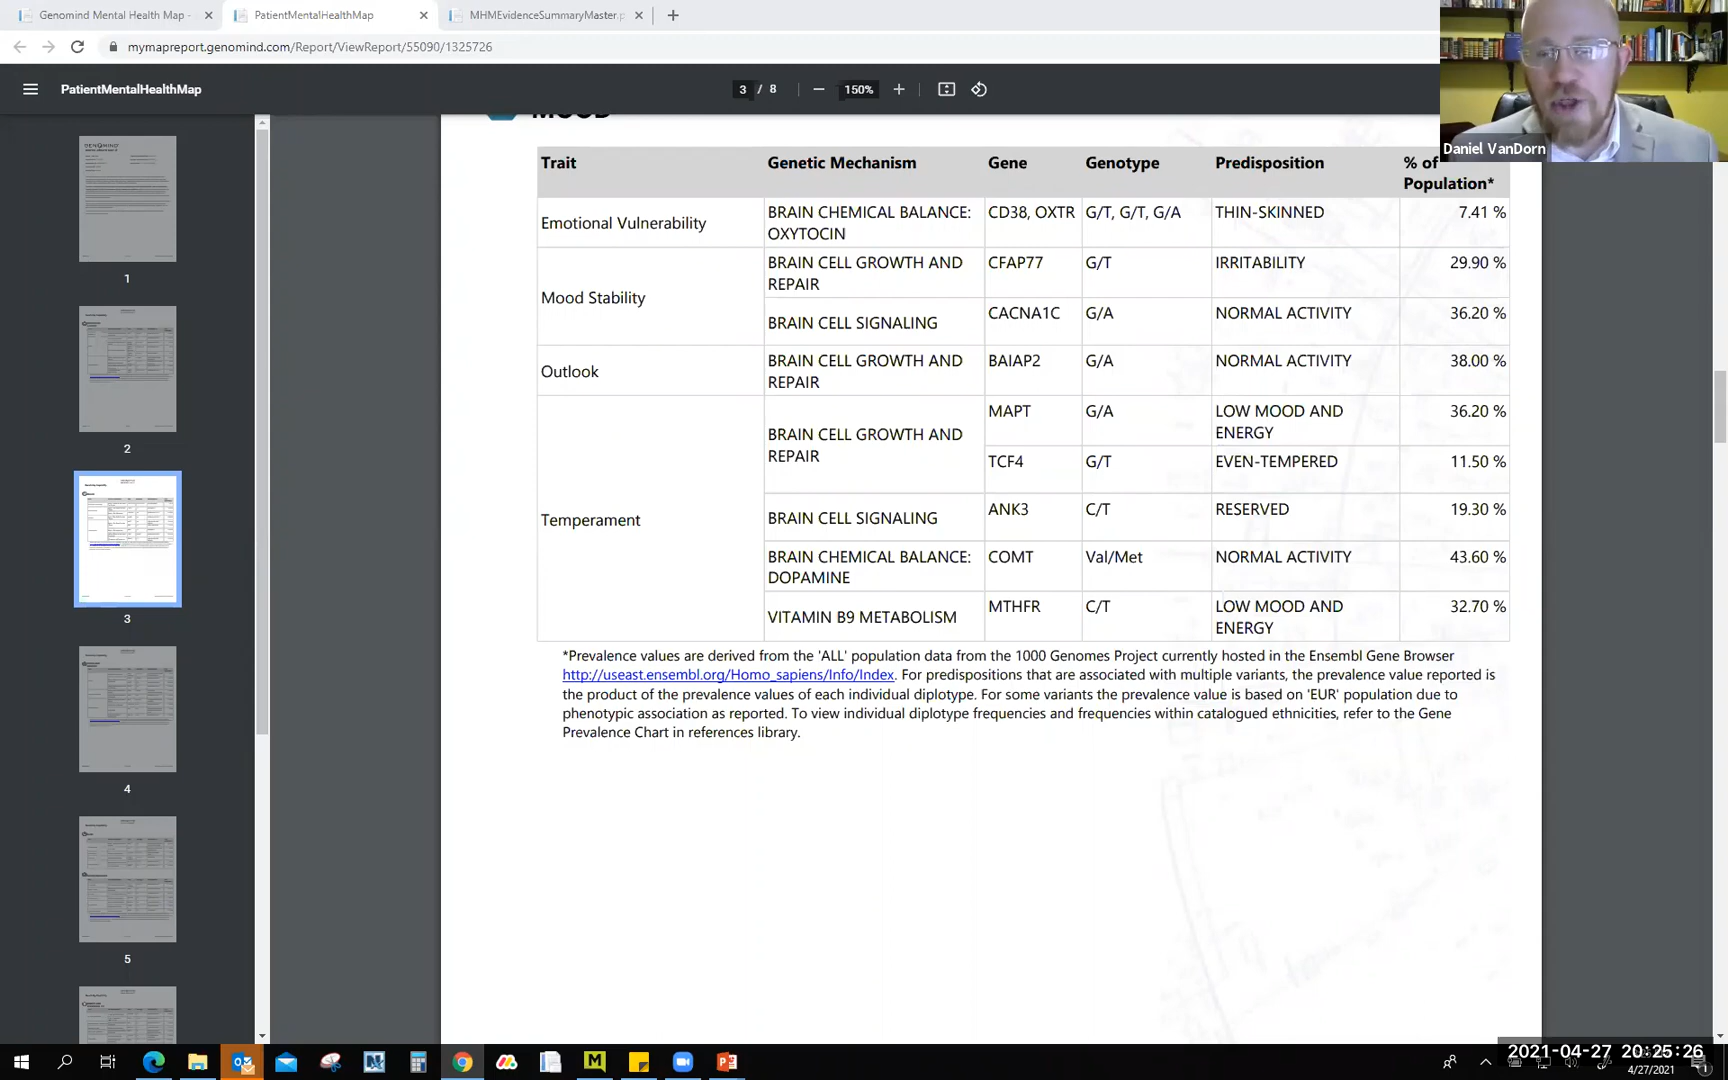 Genomind Mental Health Map -
PatientMentalHealthMap
MHMEvidenceSummaryMaster.p
mymapreport.genomind.com/Report/ViewReport/55090/1325726
PatientMentalHealthMap
3 / 8
150%
Daniel VanDorn
MOOD
Trait Genetic Mechanism Gene Genotype Predisposition % of
Population*
Emotional Vulnerability BRAIN CHEMICAL BALANCE: CD38, OXTR G/T, G/T, G/A THIN-SKINNED 7.41 %
OXYTOCIN
Mood Stability BRAIN CELL GROWTH AND CFAP77 G/T IRRITABILITY 29.90 %
REPAIR
BRAIN CELL SIGNALING CACNA1C G/A NORMAL ACTIVITY 36.20 %
Outlook BRAIN CELL GROWTH AND BAIAP2 G/A NORMAL ACTIVITY 38.00 %
REPAIR
Temperament BRAIN CELL GROWTH AND MAPT G/A LOW MOOD AND 36.20 %
REPAIR ENERGY
TCF4 G/T EVEN-TEMPERED 11.50 %
BRAIN CELL SIGNALING ANK3 C/T RESERVED 19.30 %
BRAIN CHEMICAL BALANCE: COMT Val/Met NORMAL ACTIVITY 43.60 %
DOPAMINE
VITAMIN B9 METABOLISM MTHFR C/T LOW MOOD AND 32.70 %
ENERGY
*Prevalence values are derived from the 'ALL' population data from the 1000 Genomes Project currently hosted in the Ensembl Gene Browser
http://useast.ensembl.org/Homo_sapiens/Info/Index. For predispositions that are associated with multiple variants, the prevalence value reported is
the product of the prevalence values of each individual diplotype. For some variants the prevalence value is based on 'EUR' population due to
phenotypic association as reported. To view individual diplotype frequencies and frequencies within catalogued ethnicities, refer to the Gene
Prevalence Chart in references library.
1
2
3
4
5
2021-04-27 20:25:26
4/27/2021